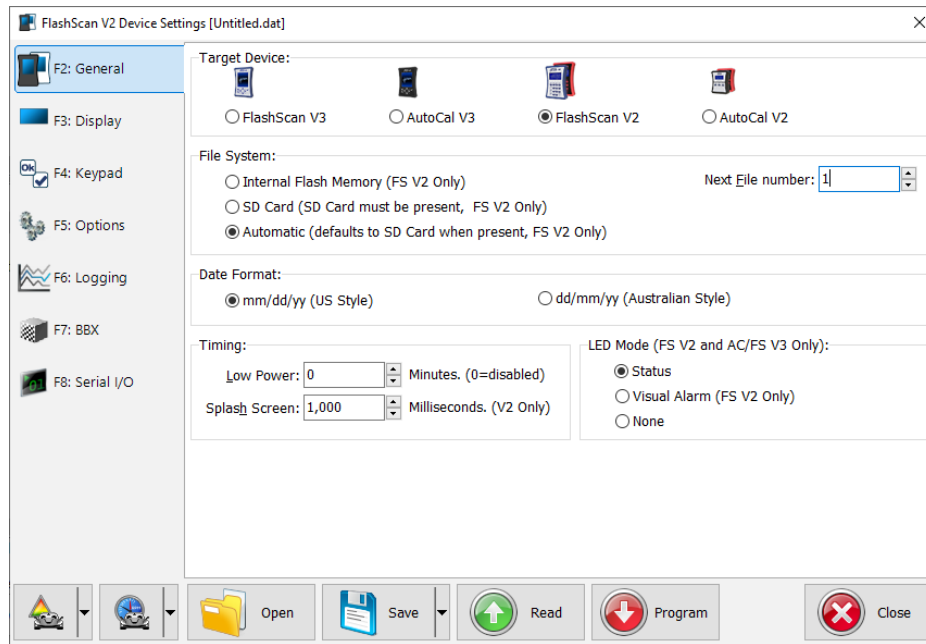 FlashScan V2 Device Settings [Untitled.dat]
F2: General
F3: Display
F4: Keypad
F5: Options
F6: Logging
F7: BBX
F8: Serial I/O
Target Device:
FlashScan V3
AutoCal V3
FlashScan V2
AutoCal V2
File System:
Internal Flash Memory (FS V2 Only)
SD Card (SD Card must be present, FS V2 Only)
Automatic (defaults to SD Card when present, FS V2 Only)
Next File number: 1
Date Format:
mm/dd/yy (US Style)
dd/mm/yy (Australian Style)
Timing:
Low Power: 0 Minutes. (0=disabled)
Splash Screen: 1,000 Milliseconds. (V2 Only)
LED Mode (FS V2 and AC/FS V3 Only):
Status
Visual Alarm (FS V2 Only)
None
Open
Save
Read
Program
Close